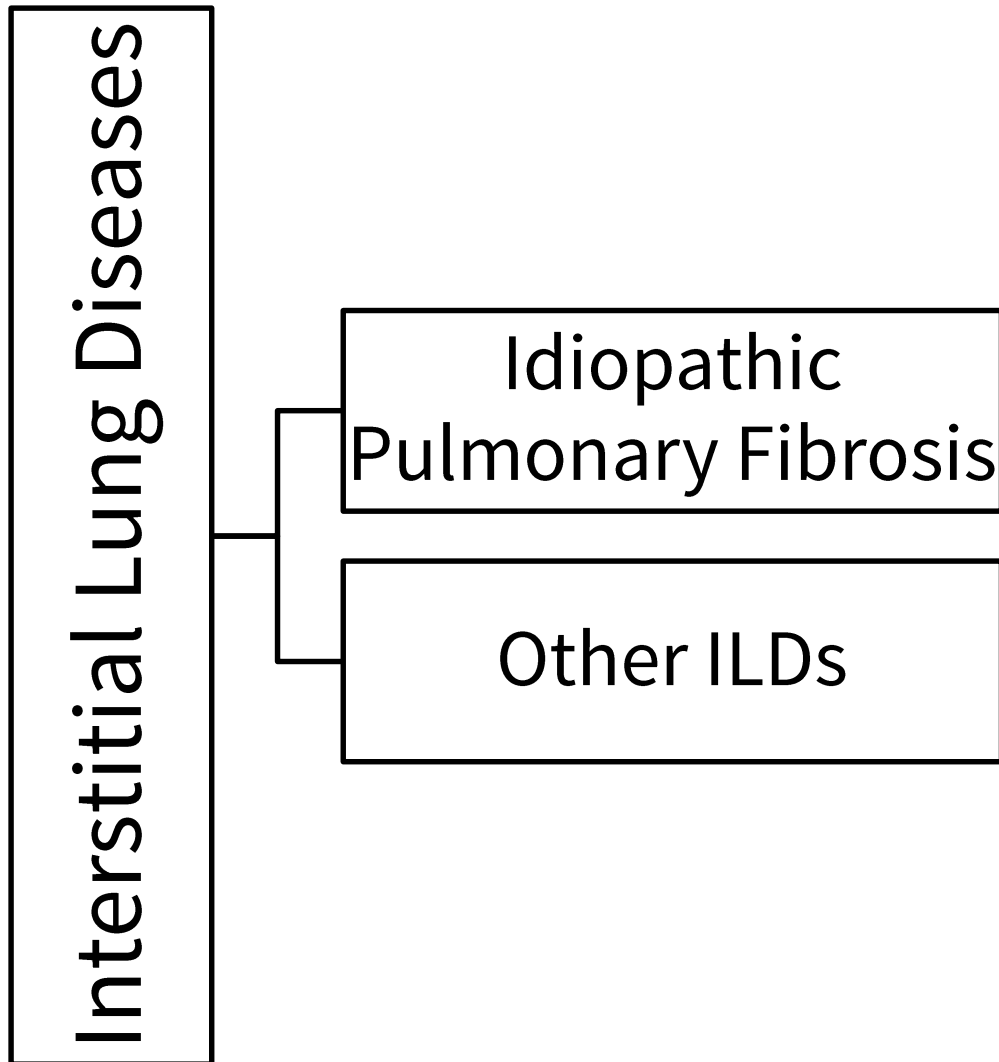 Interstitial Lung Diseases
Idiopathic
Pulmonary Fibrosis
Other ILDs